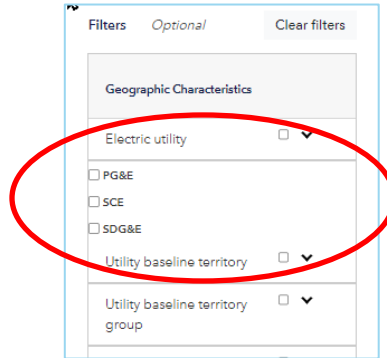 Filters Optional Clear filters
Geographic Characteristics
Electric utility
PG&E
SCE
SDG&E
Utility baseline territory
Utility baseline territory
group